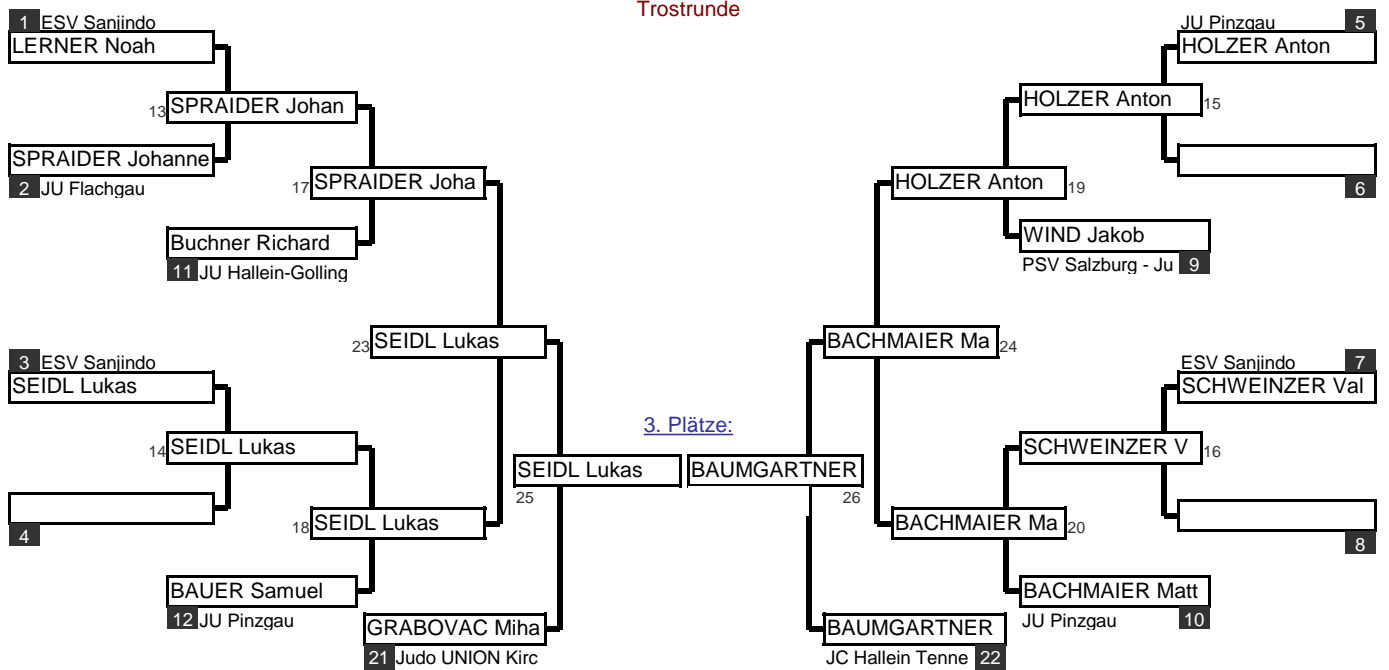 Trostrunde
1 ESV Sanjindo
LERNER Noah
13 SPRAIDER Johan
SPRAIDER Johanne
2 JU Flachgau
17 SPRAIDER Joha
Buchner Richard
11 JU Hallein-Golling
23 SEIDL Lukas
3 ESV Sanjindo
SEIDL Lukas
14 SEIDL Lukas
4
18 SEIDL Lukas
BAUER Samuel
12 JU Pinzgau
SEIDL Lukas
25
GRABOVAC Miha
21 Judo UNION Kirc
3. Plätze:
JU Pinzgau 5
HOLZER Anton
HOLZER Anton 15
6
HOLZER Anton 19
WIND Jakob
PSV Salzburg - Ju 9
BACHMAIER Ma 24
ESV Sanjindo 7
SCHWEINZER Val
SCHWEINZER V 16
8
BAUMGARTNER
26
BACHMAIER Ma 20
BACHMAIER Matt
JU Pinzgau 10
BAUMGARTNER
JC Hallein Tenne 22